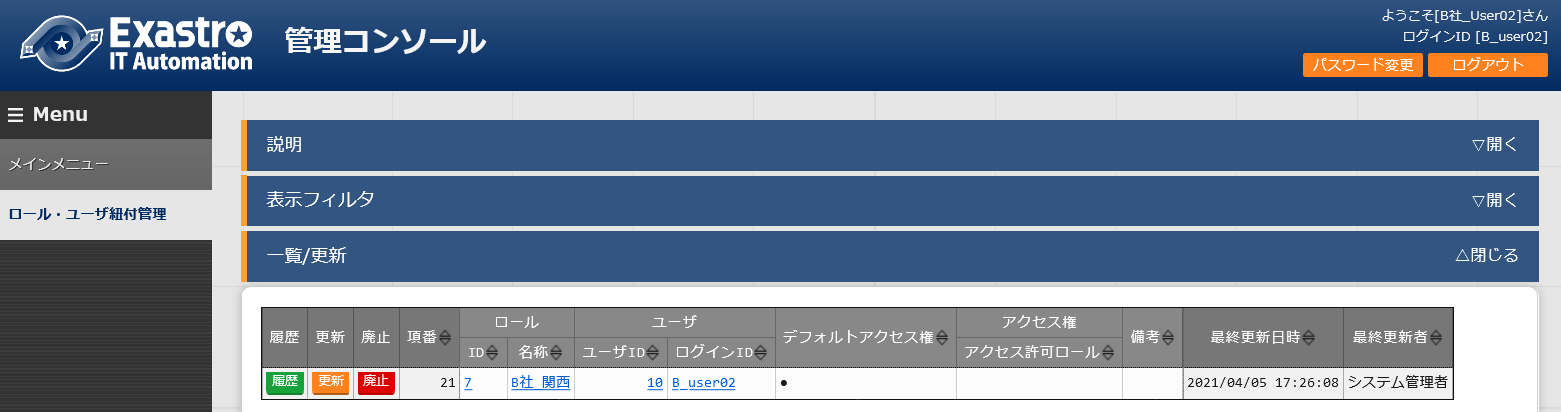 Exastro
IT Automation
管理コンソール
ようこそ[B社_User02]さん
ログインID [B_user02]
パスワード変更 ログアウト
Menu
メインメニュー
ロール・ユーザ紐付管理
説明 ▽開く
表示フィルタ ▽開く
一覧/更新 △閉じる
履歴 更新 廃止 項番 ロール ユーザ デフォルトアクセス権 アクセス権 備考 最終更新日時 最終更新者
ID 名称 ユーザID ログインID アクセス許可ロール
履歴 更新 廃止 21 7 B社_関西 10 B_user02 ● 2021/04/05 17:26:08 システム管理者